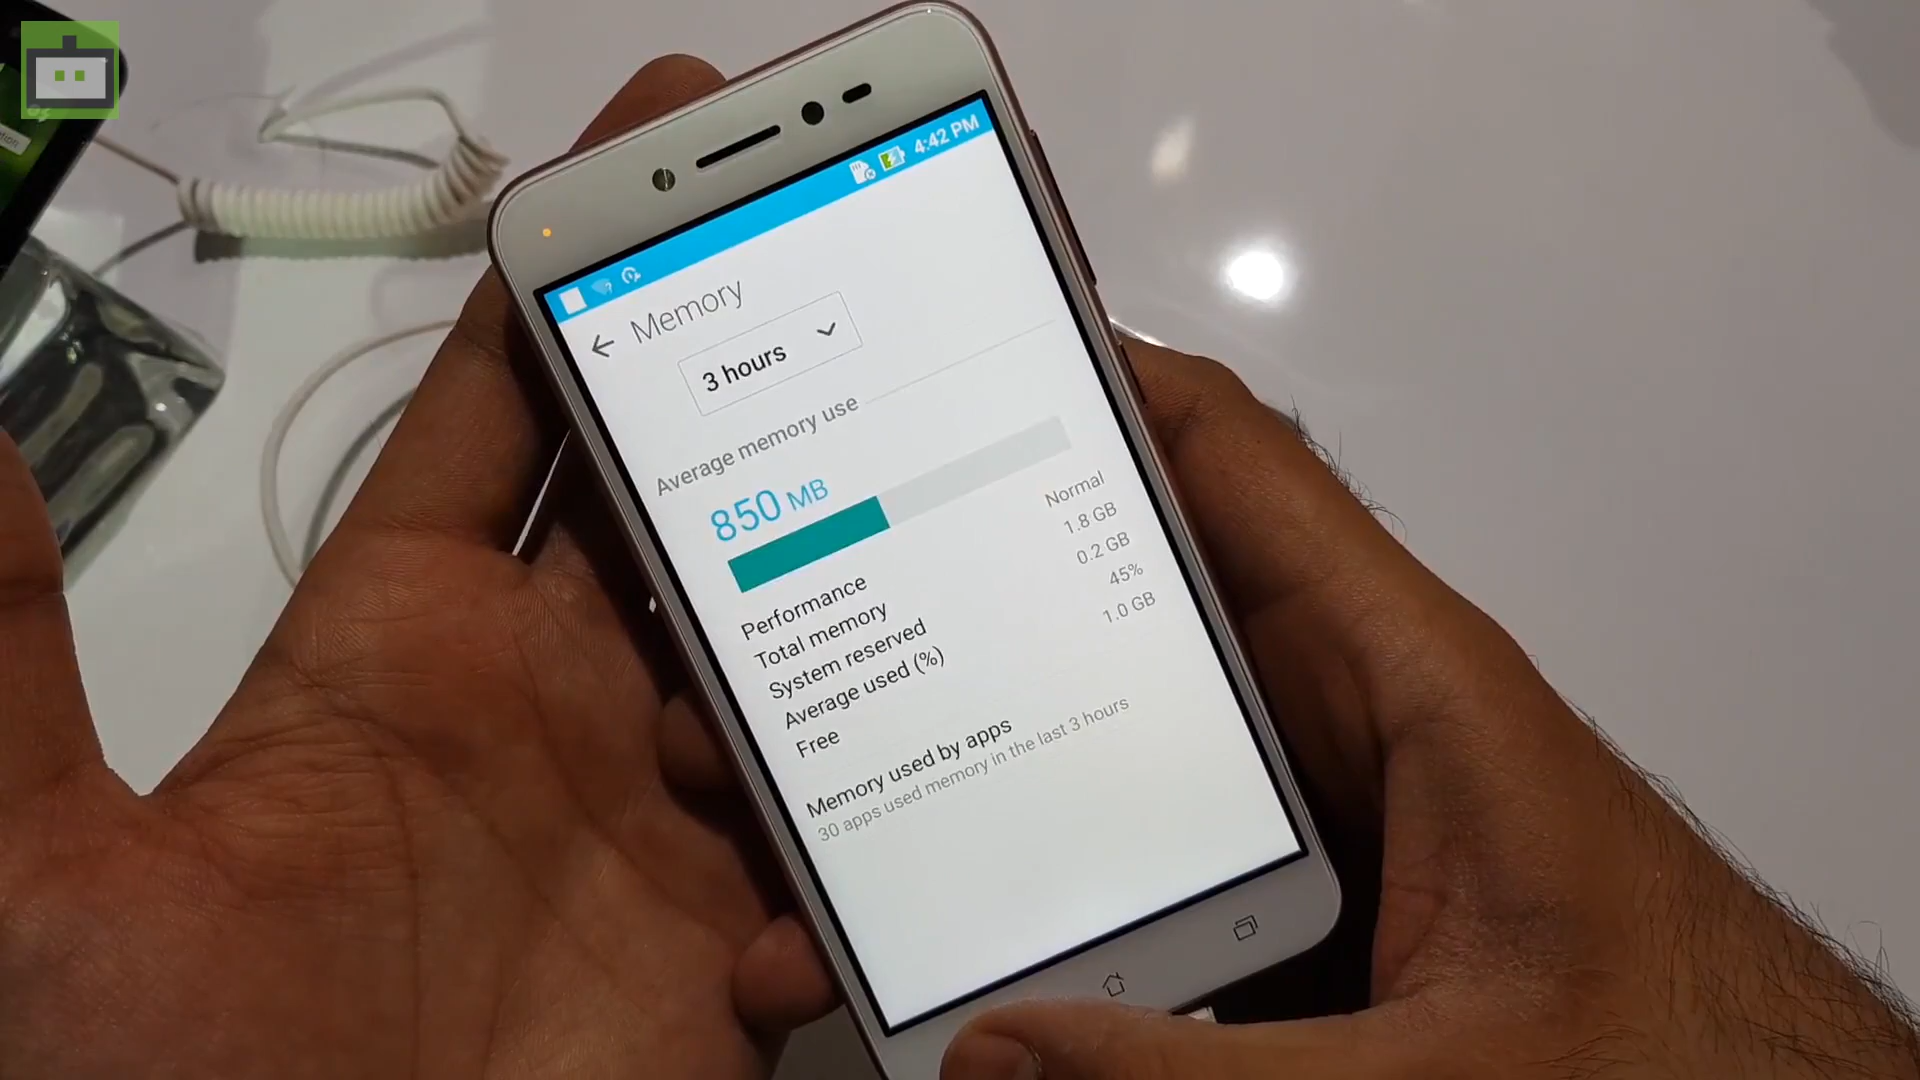 4:42 PM
Memory
3 hours
Average memory use
850 MB
Performance Normal
Total memory 1.8 GB
System reserved 0.2 GB
Average used (%) 45%
Free 1.0 GB
Memory used by apps
30 apps used memory in the last 3 hours